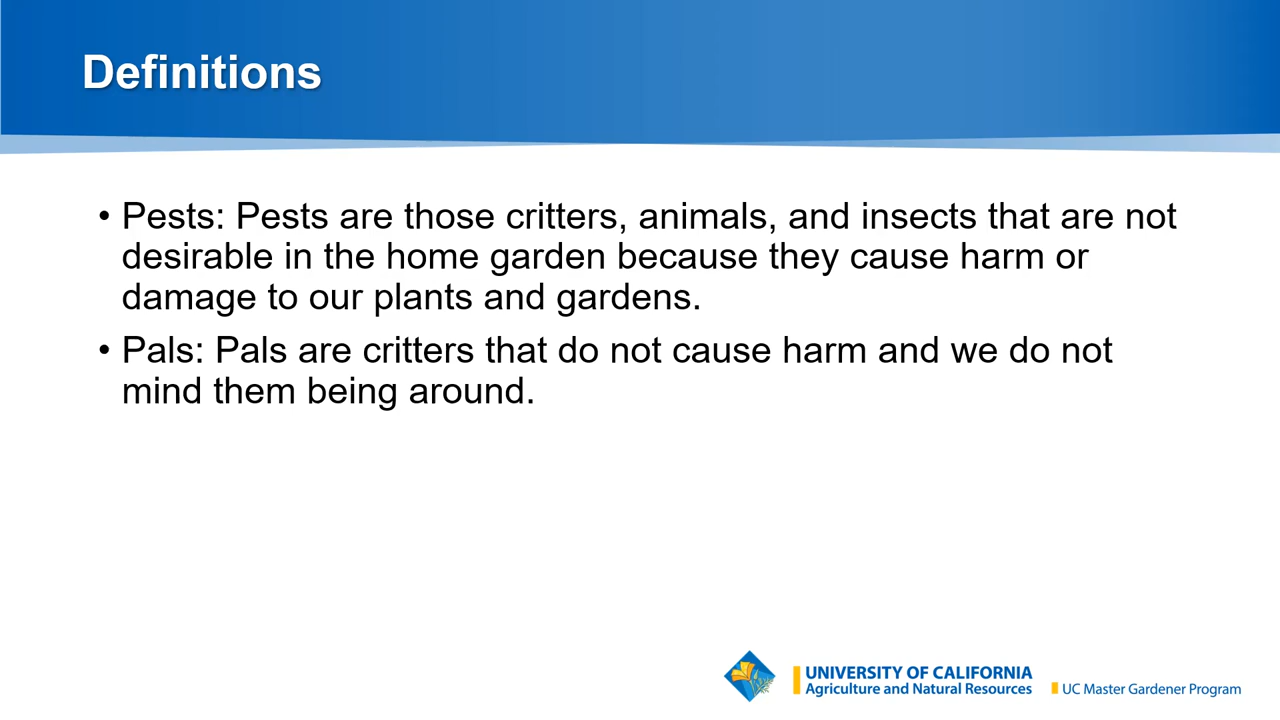 Definitions
• Pests: Pests are those critters, animals, and insects that are not
desirable in the home garden because they cause harm or
damage to our plants and gardens.
• Pals: Pals are critters that do not cause harm and we do not
mind them being around.
UNIVERSITY OF CALIFORNIA
Agriculture and Natural Resources
UC Master Gardener Program